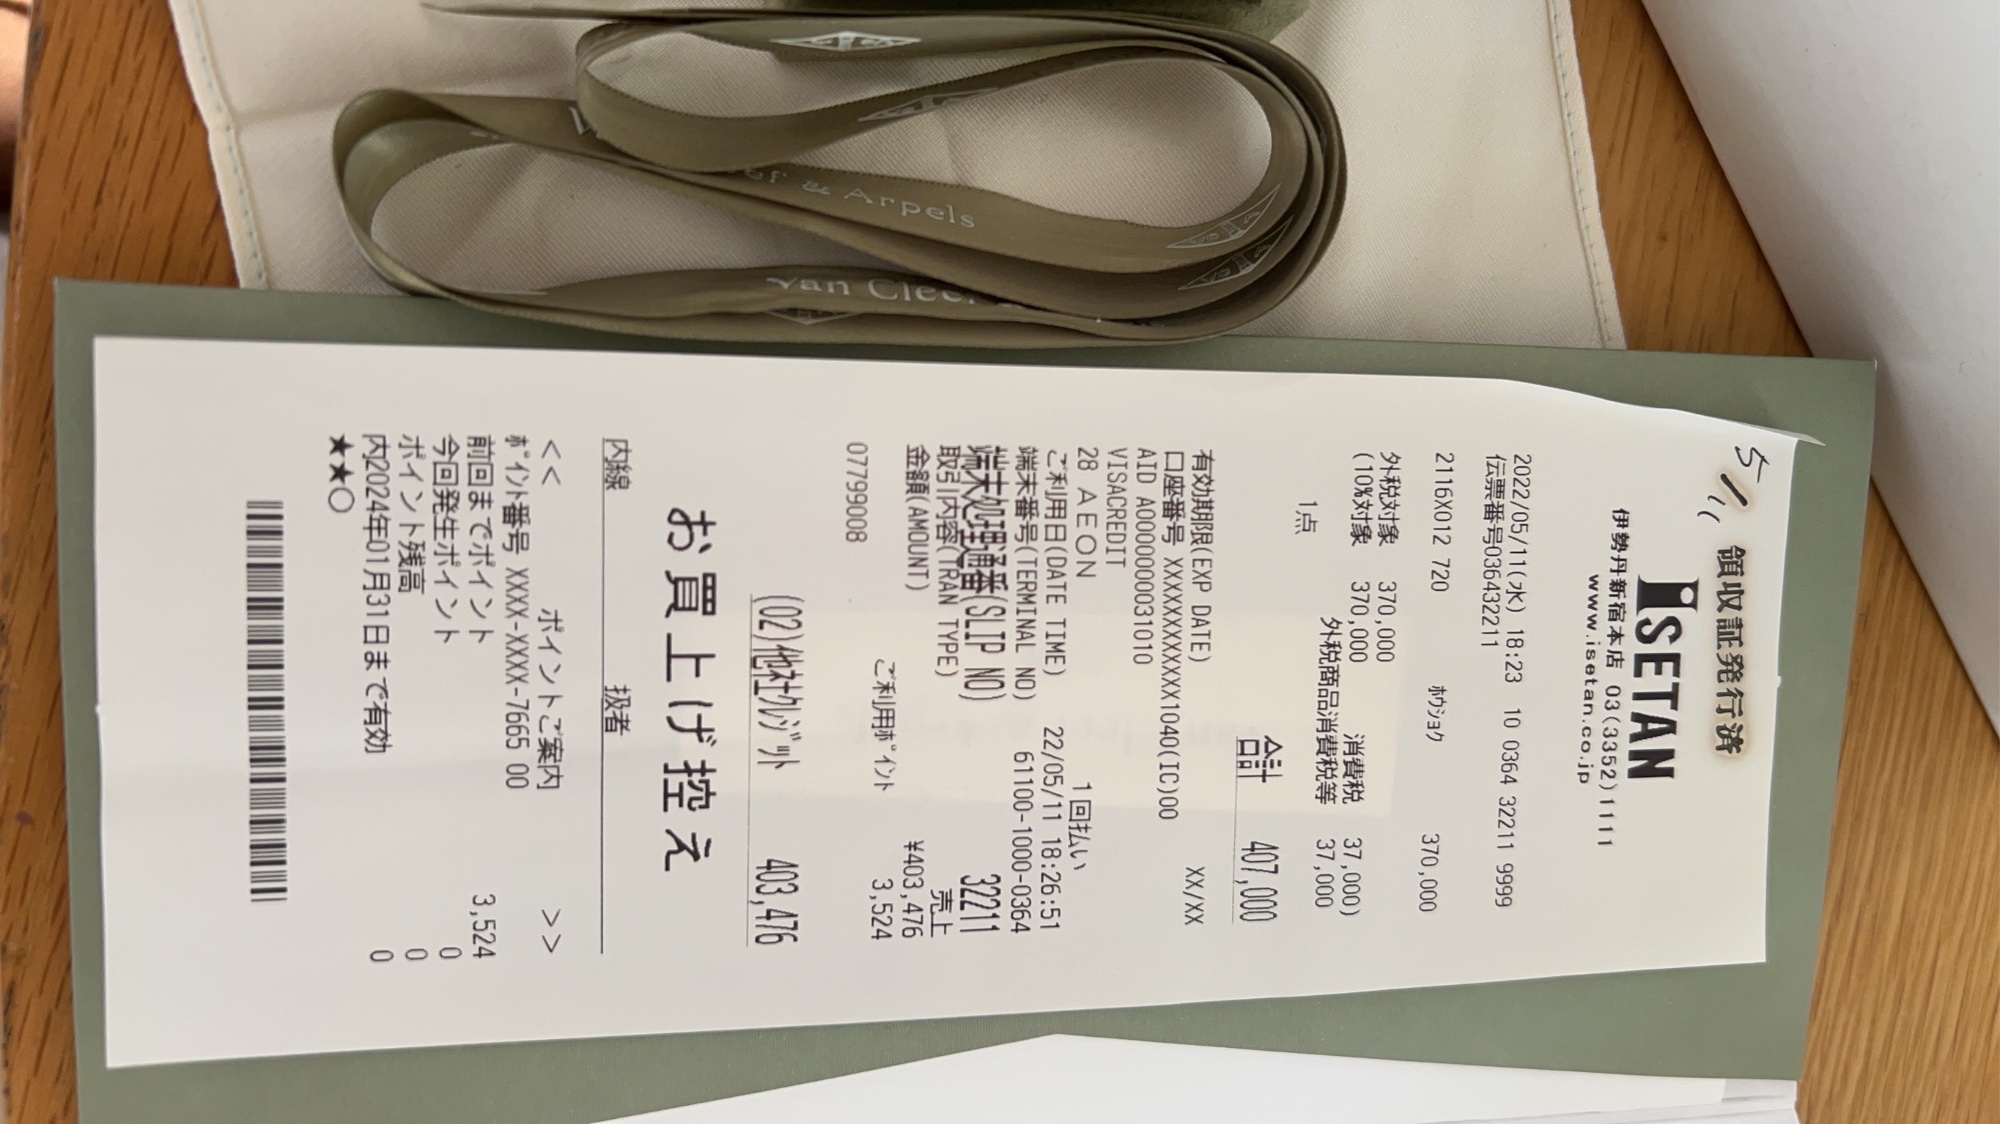 ef & Arpels
Van Cleef
5/11
領収証発行済
ISETAN
伊勢丹新宿本店 03(3352)1111
www.isetan.co.jp
2022/05/11(水) 18:23 10 0364 32211 9999
伝票番号036432211
2116X012 720 ﾎｳｼｮｸ 370,000
外税対象 370,000 消費税 37,000)
(10%対象 370,000
外税商品消費税等 37,000
1点
合計 407,000
有効期限(EXP DATE) XX/XX
口座番号 XXXXXXXXXXXX1040(IC)00
AID A0000000031010
VISACREDIT
28 AEON 1回払い
ご利用日(DATE TIME) 22/05/11 18:26:51
端末番号(TERMINAL NO) 61100-1000-0364
端末処理通番(SLIP NO) 32211
取引内容(TRAN TYPE) 売上
金額(AMOUNT) ¥403,476
ご利用ﾎﾟｲﾝﾄ 3,524
07799008
(02)他社ｸﾚｼﾞｯﾄ 403,476
お買上げ控え
内線 扱者
<< ポイントご案内 >>
ﾎﾟｲﾝﾄ番号 XXXX-XXXX-7665 00
前回までポイント 3,524
今回発生ポイント 0
ポイント残高 0
内2024年01月31日まで有効 0
★★○